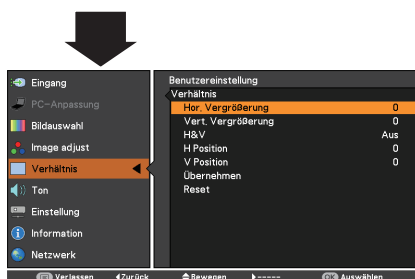 Eingang
PC-Anpassung
Bildauswahl
Image adjust
Verhältnis
Ton
Einstellung
Information
Netzwerk
Benutzereinstellung
Verhältnis
Hor. Vergrößerung 0
Vert. Vergrößerung 0
H&V Aus
H Position 0
V Position 0
Übernehmen
Reset
Verlassen Zurück Bewegen ----- OK Auswählen